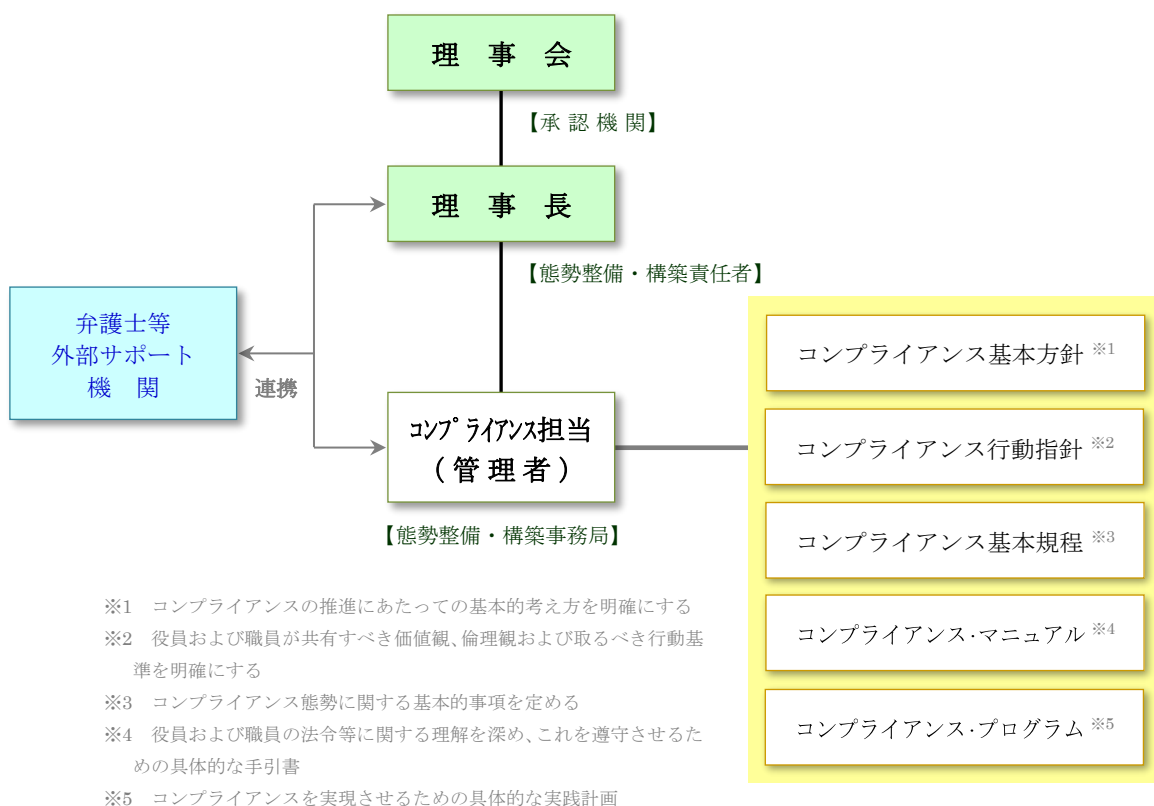 理 事 会
【承 認 機 関】
理 事 長
【態勢整備・構築責任者】
弁護士等
外部サポート
機 関
連携
ｺﾝﾌﾟﾗｲｱﾝｽ担当
( 管 理 者 )
【態勢整備・構築事務局】
コンプライアンス基本方針 ※1
コンプライアンス行動指針 ※2
コンプライアンス基本規程 ※3
コンプライアンス・マニュアル ※4
コンプライアンス・プログラム ※5
※1 コンプライアンスの推進にあたっての基本的考え方を明確にする
※2 役員および職員が共有すべき価値観、倫理観および取るべき行動基
準を明確にする
※3 コンプライアンス態勢に関する基本的事項を定める
※4 役員および職員の法令等に関する理解を深め、これを遵守させるた
めの具体的な手引書
※5 コンプライアンスを実現させるための具体的な実践計画